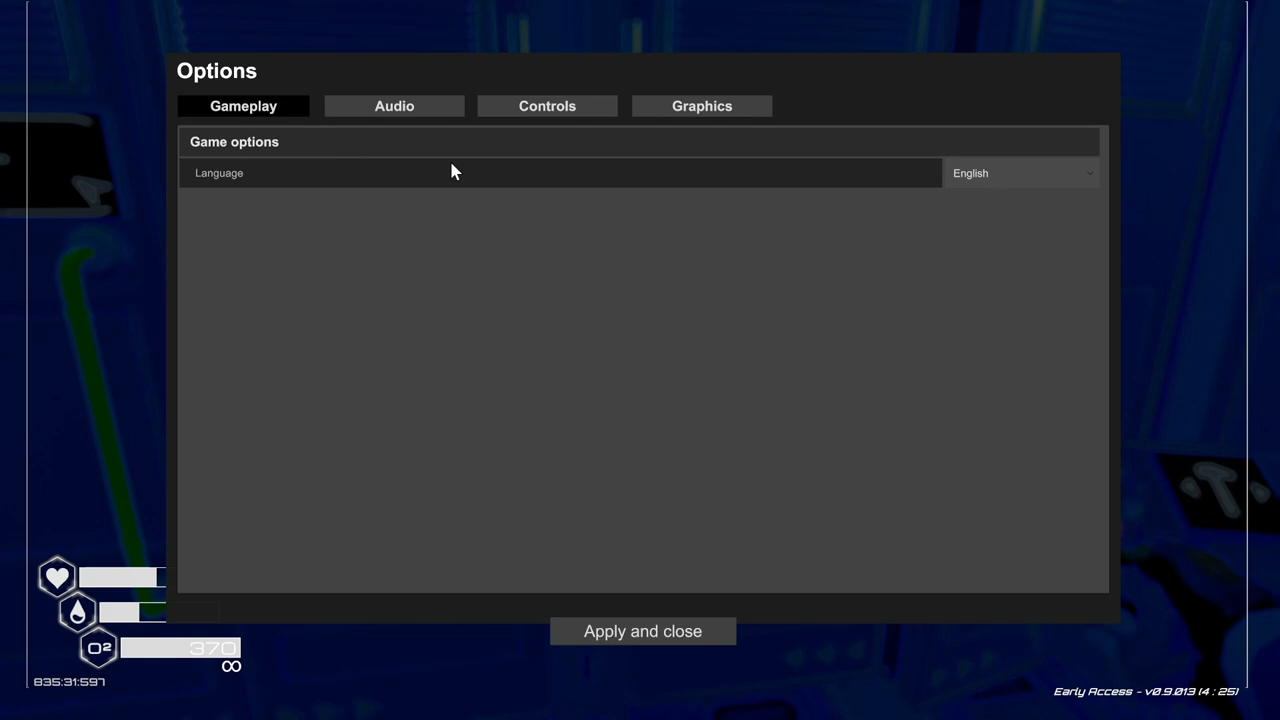 Options
Gameplay Audio Controls Graphics
Game options
Language English
O2 370
∞
835:31:597
Early Access - v0.9.013 (4 : 25)
Apply and close